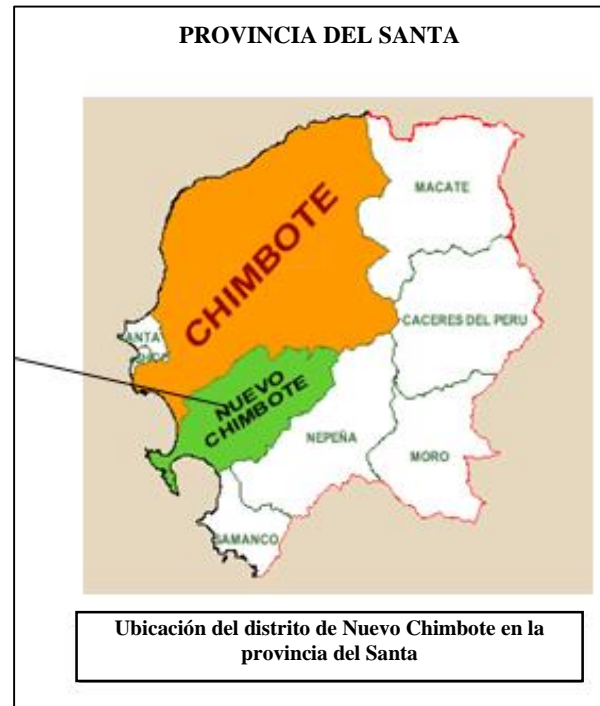 PROVINCIA DEL SANTA
MACATE
CHIMBOTE
CACERES DEL PERU
ANTA
NUEVO
CHIMBOTE
NEPEÑA
MORO
SAMANCO
Ubicación del distrito de Nuevo Chimbote en la
provincia del Santa